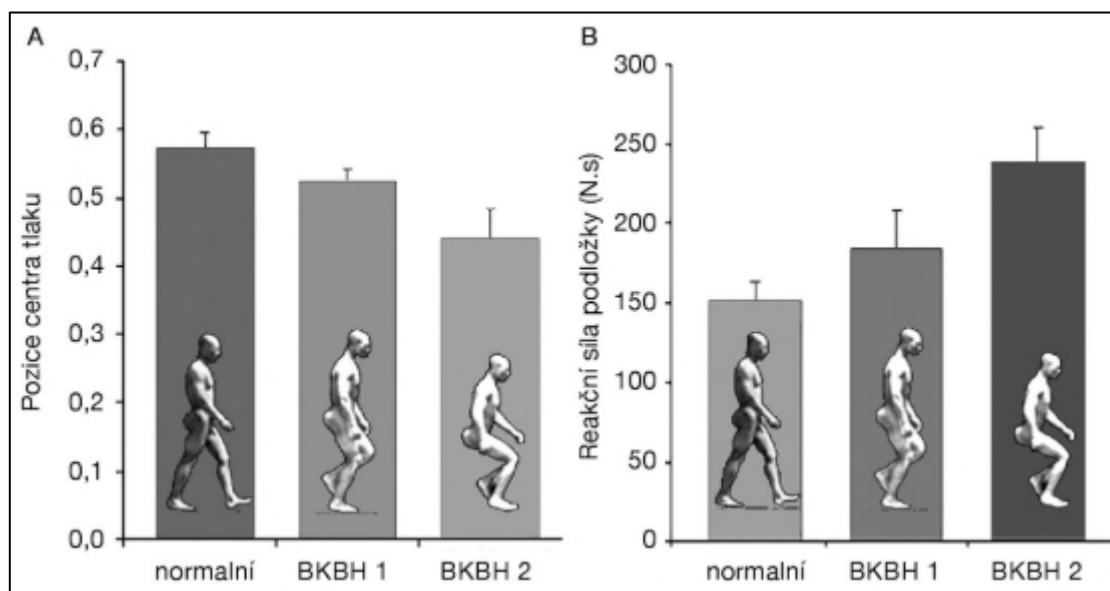 A
Pozice centra tlaku
0,7
0,6
0,5
0,4
0,3
0,2
0,1
0,0
normalní
BKBH 1
BKBH 2
B
Reakční síla podložky (N.s)
300
250
200
150
100
50
0
normalní
BKBH 1
BKBH 2